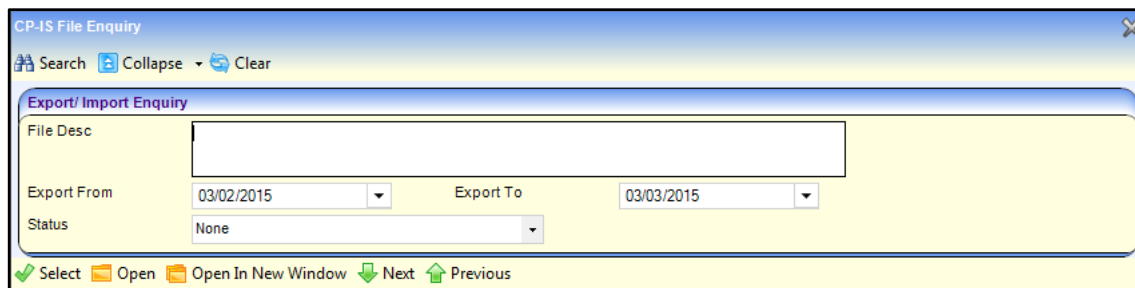 CP-IS File Enquiry
Search Collapse Clear
Export/ Import Enquiry
File Desc
Export From 03/02/2015 Export To 03/03/2015
Status None
Select Open Open In New Window Next Previous